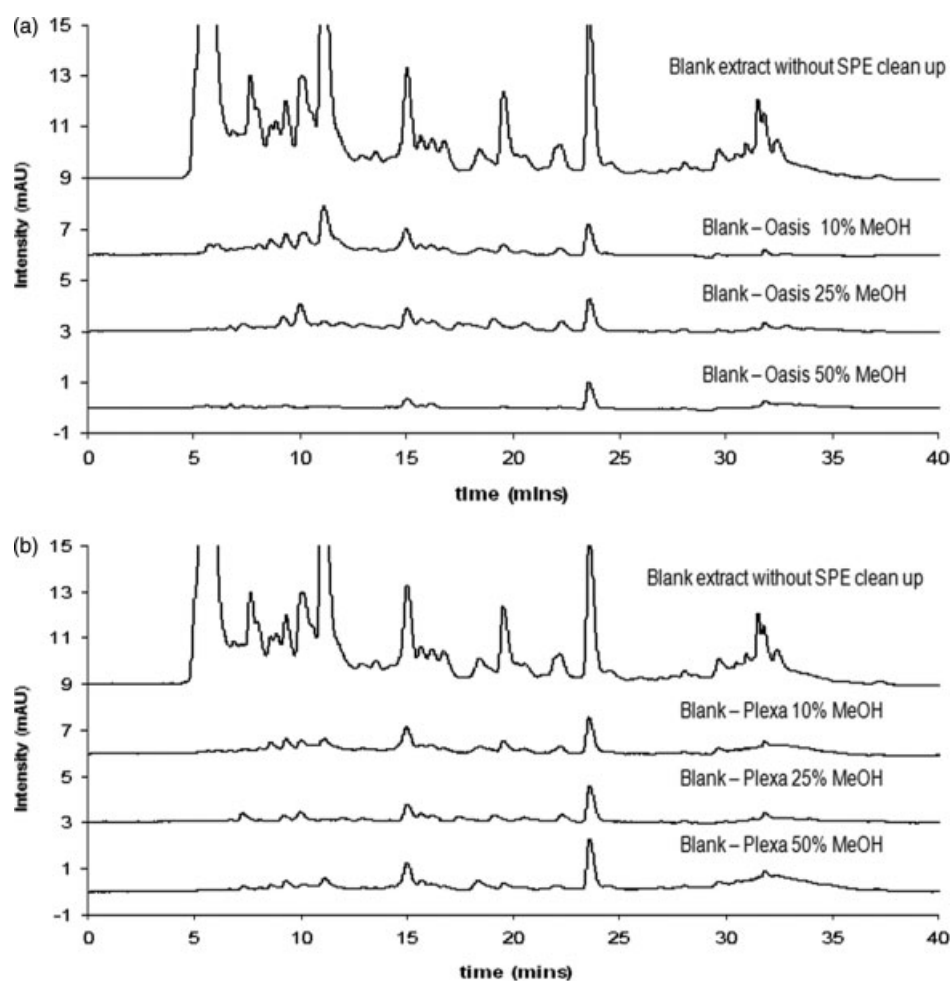 (a)
15
13
11
9
7
5
3
1
-1
Intensity (mAU)
Blank extract without SPE clean up
Blank – Oasis 10% MeOH
Blank – Oasis 25% MeOH
Blank – Oasis 50% MeOH
0 5 10 15 20 25 30 35 40
time (mins)
(b)
15
13
11
9
7
5
3
1
-1
Intensity (mAU)
Blank extract without SPE clean up
Blank – Plexa 10% MeOH
Blank – Plexa 25% MeOH
Blank – Plexa 50% MeOH
0 5 10 15 20 25 30 35 40
time (mins)